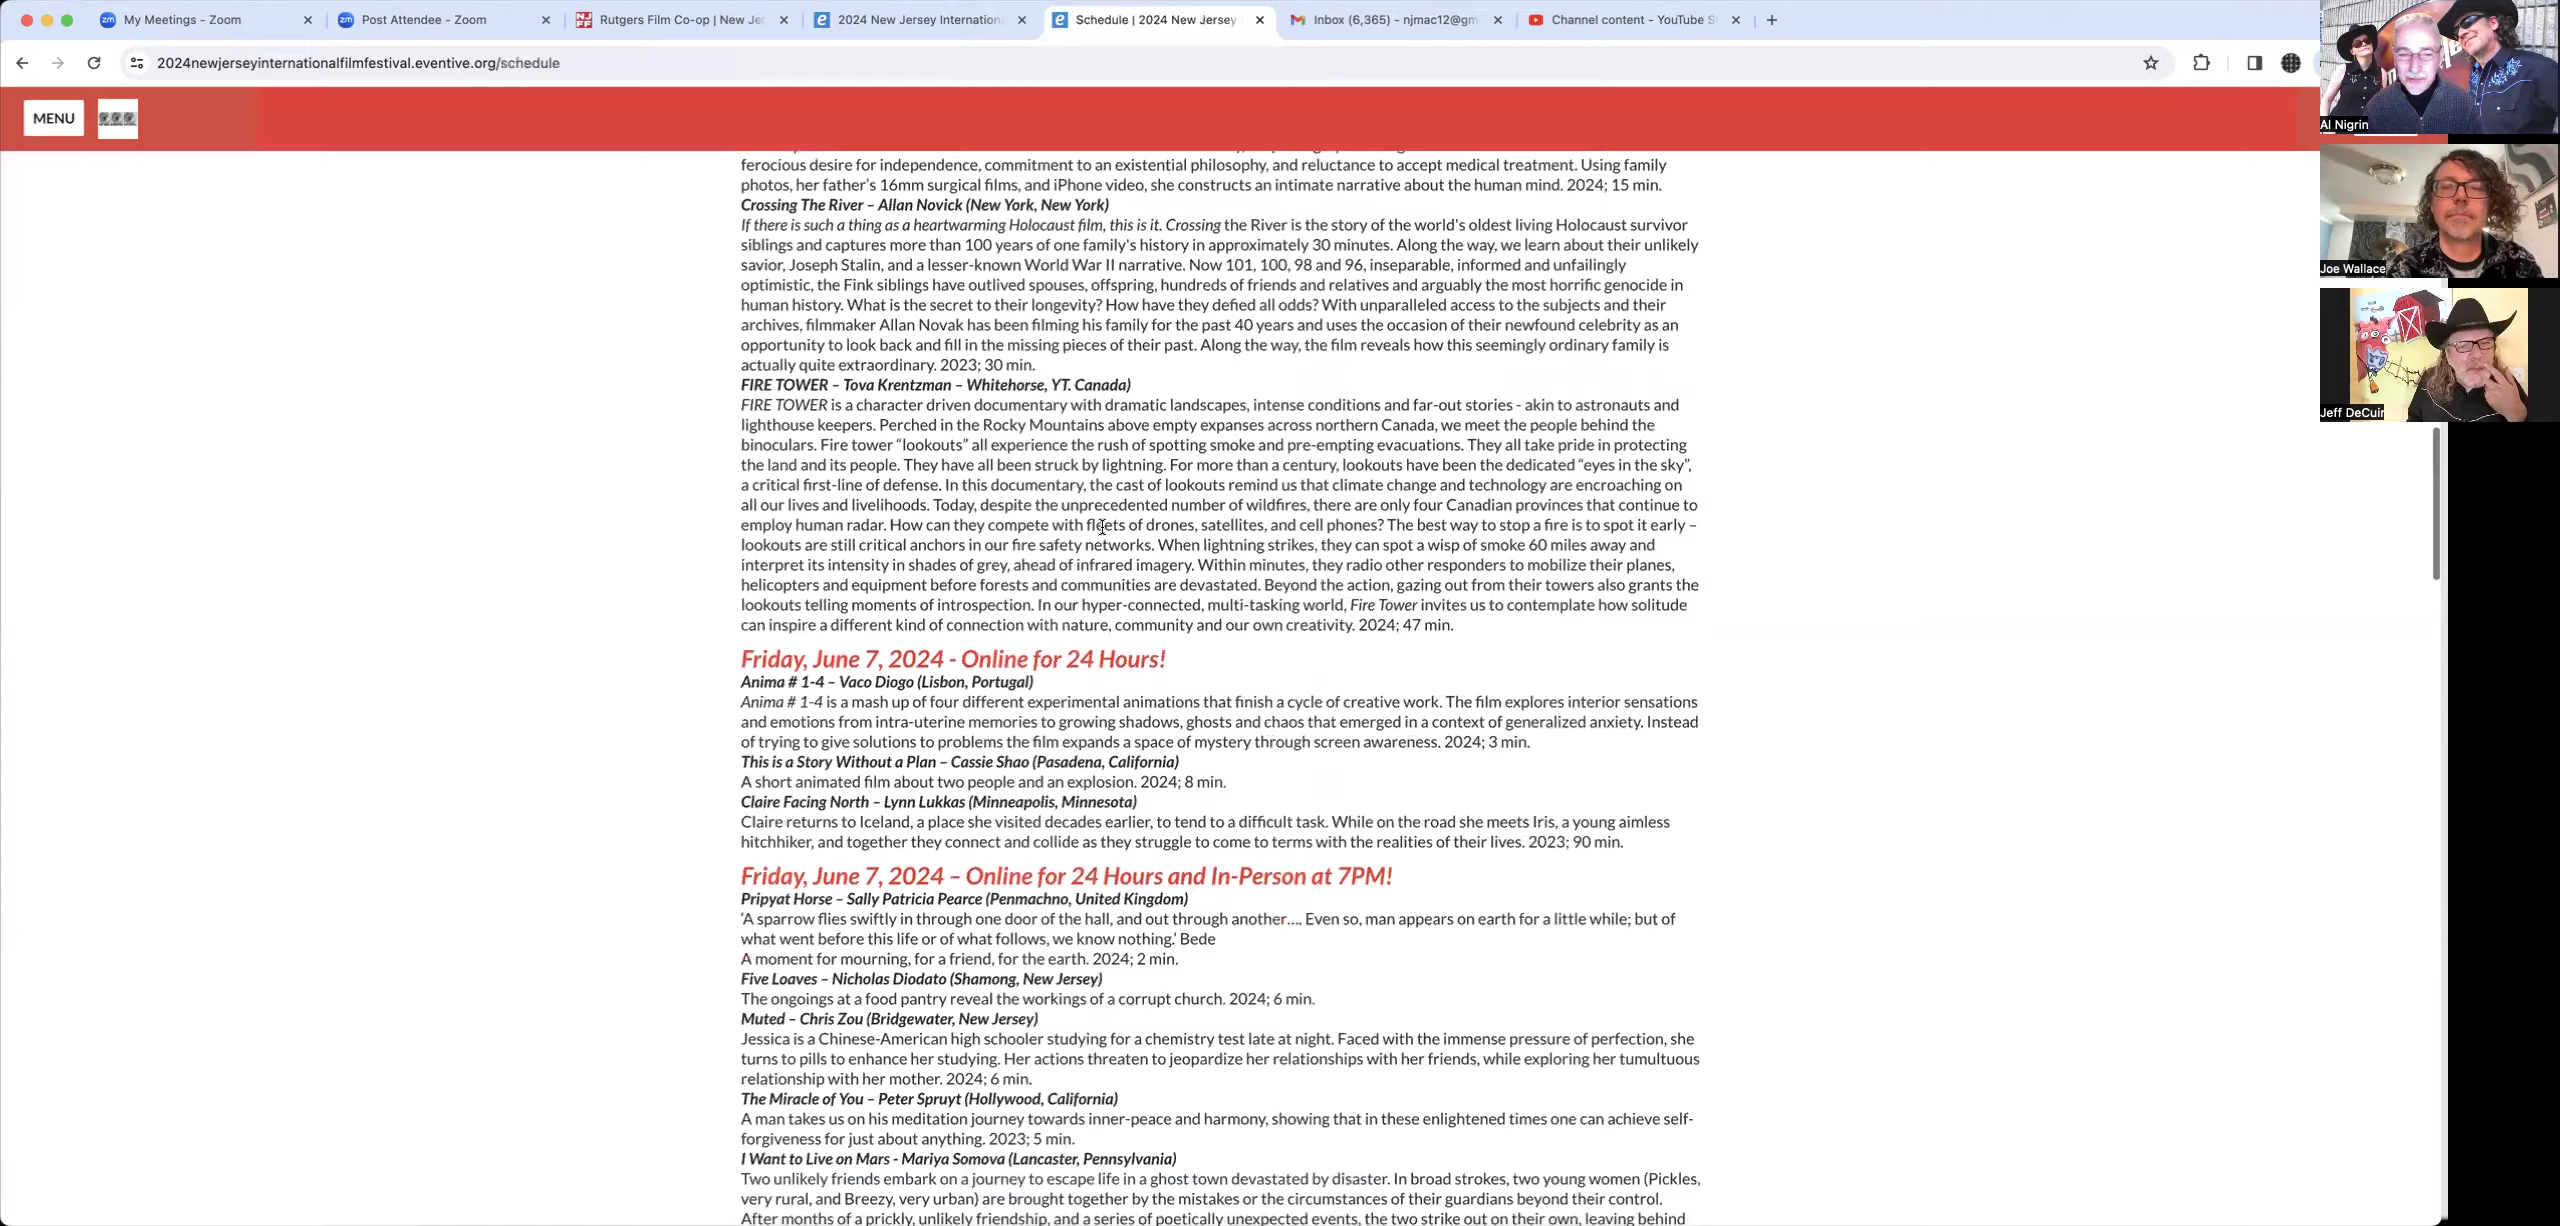 My Meetings - Zoom
Post Attendee - Zoom
Rutgers Film Co-op | New Jer
2024 New Jersey Internation
Schedule | 2024 New Jersey
Inbox (6,365) - njmac12@gm
Channel content - YouTube S
2024newjerseyinternationalfilmfestival.eventive.org/schedule
MENU
ferocious desire for independence, commitment to an existential philosophy, and reluctance to accept medical treatment. Using family
photos, her father's 16mm surgical films, and iPhone video, she constructs an intimate narrative about the human mind. 2024; 15 min.
Crossing The River – Allan Novick (New York, New York)
If there is such a thing as a heartwarming Holocaust film, this is it. Crossing the River is the story of the world's oldest living Holocaust survivor
siblings and captures more than 100 years of one family's history in approximately 30 minutes. Along the way, we learn about their unlikely
savior, Joseph Stalin, and a lesser-known World War II narrative. Now 101, 100, 98 and 96, inseparable, informed and unfailingly
optimistic, the Fink siblings have outlived spouses, offspring, hundreds of friends and relatives and arguably the most horrific genocide in
human history. What is the secret to their longevity? How have they defied all odds? With unparalleled access to the subjects and their
archives, filmmaker Allan Novak has been filming his family for the past 40 years and uses the occasion of their newfound celebrity as an
opportunity to look back and fill in the missing pieces of their past. Along the way, the film reveals how this seemingly ordinary family is
actually quite extraordinary. 2023; 30 min.
FIRE TOWER – Tova Krentzman – Whitehorse, YT. Canada)
FIRE TOWER is a character driven documentary with dramatic landscapes, intense conditions and far-out stories - akin to astronauts and
lighthouse keepers. Perched in the Rocky Mountains above empty expanses across northern Canada, we meet the people behind the
binoculars. Fire tower “lookouts” all experience the rush of spotting smoke and pre-empting evacuations. They all take pride in protecting
the land and its people. They have all been struck by lightning. For more than a century, lookouts have been the dedicated “eyes in the sky”,
a critical first-line of defense. In this documentary, the cast of lookouts remind us that climate change and technology are encroaching on
all our lives and livelihoods. Today, despite the unprecedented number of wildfires, there are only four Canadian provinces that continue to
employ human radar. How can they compete with fleets of drones, satellites, and cell phones? The best way to stop a fire is to spot it early –
lookouts are still critical anchors in our fire safety networks. When lightning strikes, they can spot a wisp of smoke 60 miles away and
interpret its intensity in shades of grey, ahead of infrared imagery. Within minutes, they radio other responders to mobilize their planes,
helicopters and equipment before forests and communities are devastated. Beyond the action, gazing out from their towers also grants the
lookouts telling moments of introspection. In our hyper-connected, multi-tasking world, Fire Tower invites us to contemplate how solitude
can inspire a different kind of connection with nature, community and our own creativity. 2024; 47 min.
Friday, June 7, 2024 - Online for 24 Hours!
Anima # 1-4 – Vaco Diogo (Lisbon, Portugal)
Anima # 1-4 is a mash up of four different experimental animations that finish a cycle of creative work. The film explores interior sensations
and emotions from intra-uterine memories to growing shadows, ghosts and chaos that emerged in a context of generalized anxiety. Instead
of trying to give solutions to problems the film expands a space of mystery through screen awareness. 2024; 3 min.
This is a Story Without a Plan – Cassie Shao (Pasadena, California)
A short animated film about two people and an explosion. 2024; 8 min.
Claire Facing North – Lynn Lukkas (Minneapolis, Minnesota)
Claire returns to Iceland, a place she visited decades earlier, to tend to a difficult task. While on the road she meets Iris, a young aimless
hitchhiker, and together they connect and collide as they struggle to come to terms with the realities of their lives. 2023; 90 min.
Friday, June 7, 2024 – Online for 24 Hours and In-Person at 7PM!
Pripyat Horse – Sally Patricia Pearce (Penmachno, United Kingdom)
‘A sparrow flies swiftly in through one door of the hall, and out through another…. Even so, man appears on earth for a little while; but of
what went before this life or of what follows, we know nothing.’ Bede
A moment for mourning, for a friend, for the earth. 2024; 2 min.
Five Loaves – Nicholas Diodato (Shamong, New Jersey)
The ongoings at a food pantry reveal the workings of a corrupt church. 2024; 6 min.
Muted – Chris Zou (Bridgewater, New Jersey)
Jessica is a Chinese-American high schooler studying for a chemistry test late at night. Faced with the immense pressure of perfection, she
turns to pills to enhance her studying. Her actions threaten to jeopardize her relationships with her friends, while exploring her tumultuous
relationship with her mother. 2024; 6 min.
The Miracle of You – Peter Spruyt (Hollywood, California)
A man takes us on his meditation journey towards inner-peace and harmony, showing that in these enlightened times one can achieve self-
forgiveness for just about anything. 2023; 5 min.
I Want to Live on Mars - Mariya Somova (Lancaster, Pennsylvania)
Two unlikely friends embark on a journey to escape life in a ghost town devastated by disaster. In broad strokes, two young women (Pickles,
very rural, and Breezy, very urban) are brought together by the mistakes or the circumstances of their guardians beyond their control.
After months of a prickly, unlikely friendship, and a series of poetically unexpected events, the two strike out on their own, leaving behind
Al Nigrin
Joe Wallace
Jeff DeCuir